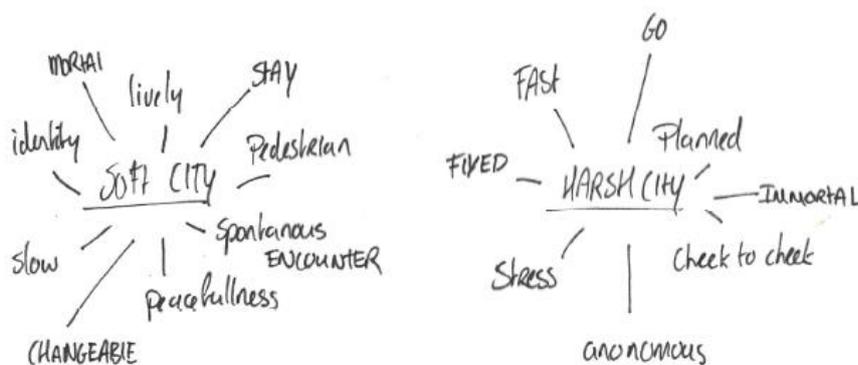 MORTAL
lively
STAY
identity
Pedestrian
SOFT CITY
slow
Spontanous
ENCOUNTER
peacefullness
CHANGEABLE
GO
FAST
Planned
FIXED
HARSH CITY
IMMORTAL
Stress
Cheek to cheek
anonomous